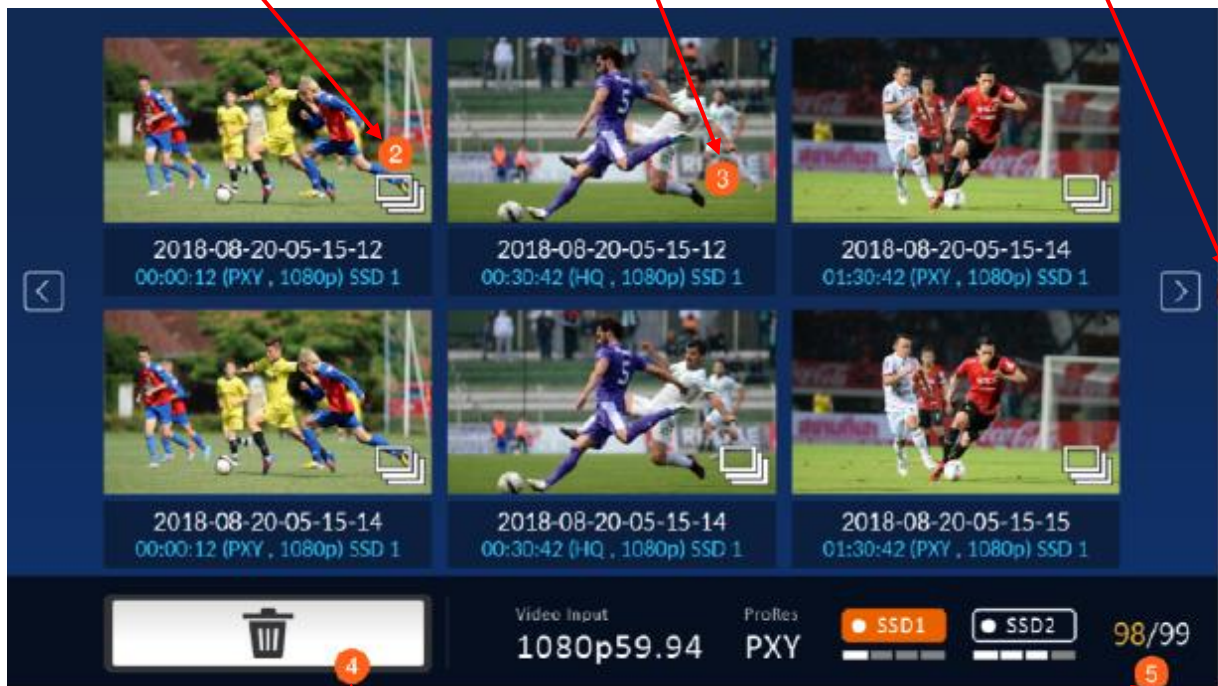 2
5
3
2018-08-20-05-15-12
00:00:12 (PXY , 1080p) SSD 1
2018-08-20-05-15-12
00:30:42 (HQ , 1080p) SSD 1
2018-08-20-05-15-14
01:30:42 (PXY , 1080p) SSD 1
5
2018-08-20-05-15-14
00:00:12 (PXY , 1080p) SSD 1
2018-08-20-05-15-14
00:30:42 (HQ , 1080p) SSD 1
2018-08-20-05-15-15
01:30:42 (PXY , 1080p) SSD 1
4
Video Input
1080p59.94
ProRes
PXY
SSD1
SSD2
98/99
5